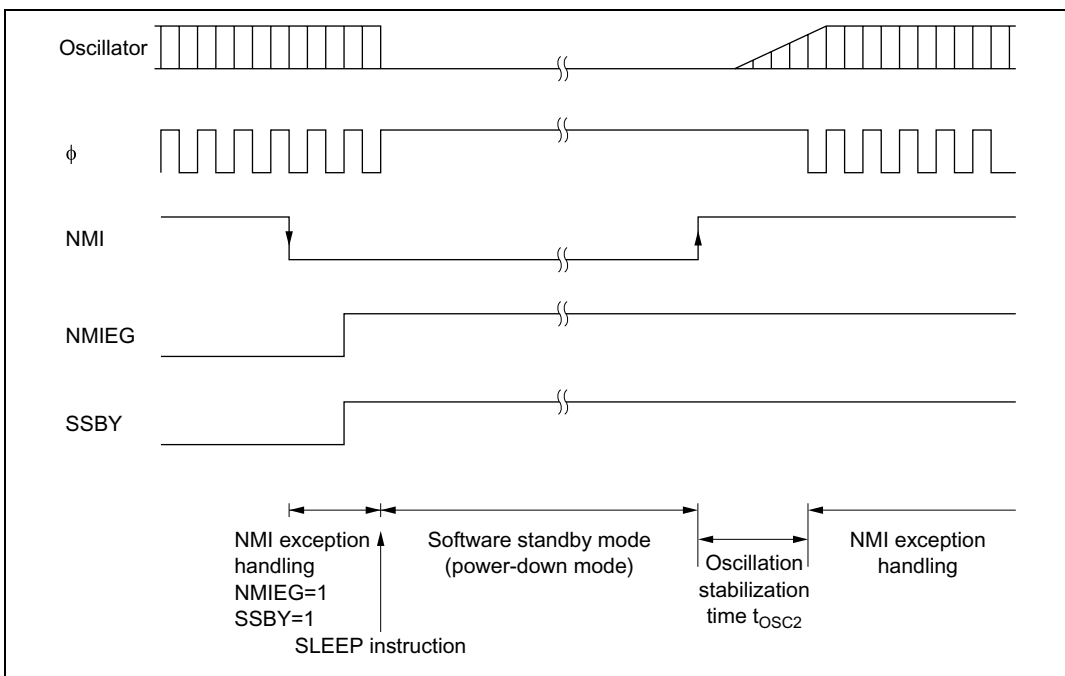 Oscillator
ϕ
NMI
NMIEG
SSBY
NMI exception
handling
NMIEG=1
SSBY=1
SLEEP instruction
Software standby mode
(power-down mode)
Oscillation
stabilization
time tOSC2
NMI exception
handling